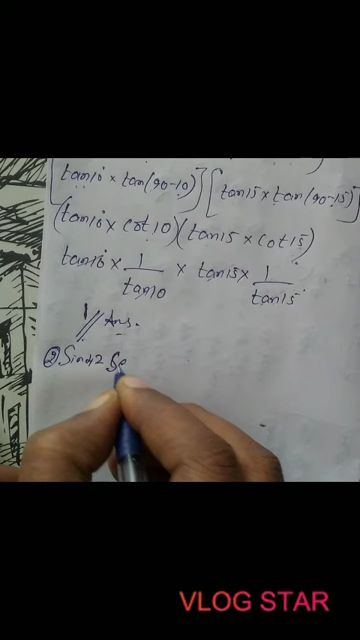 [tan10° × tan(90-10)] [tan15 × tan(90-15)]
(tan10° × cot10)(tan15 × cot15)
tan10° × 1/tan10 × tan15 × 1/tan15
1 // Ans.
② Sin42 Se
VLOG STAR